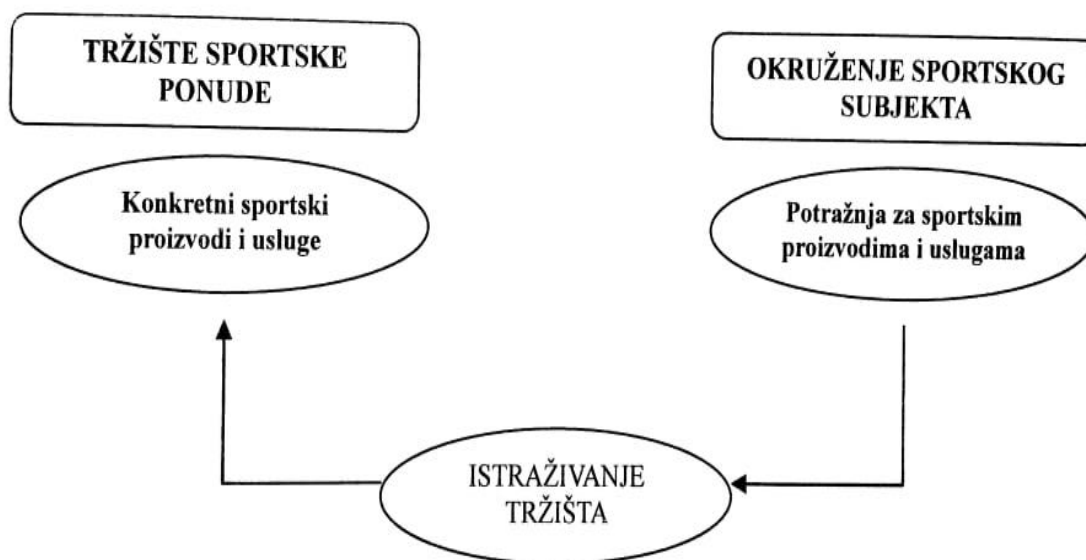 TRŽIŠTE SPORTSKE
PONUDE
OKRUŽENJE SPORTSKOG
SUBJEKTA
Konkretni sportski
proizvodi i usluge
Potražnja za sportskim
proizvodima i uslugama
ISTRAŽIVANJE
TRŽIŠTA